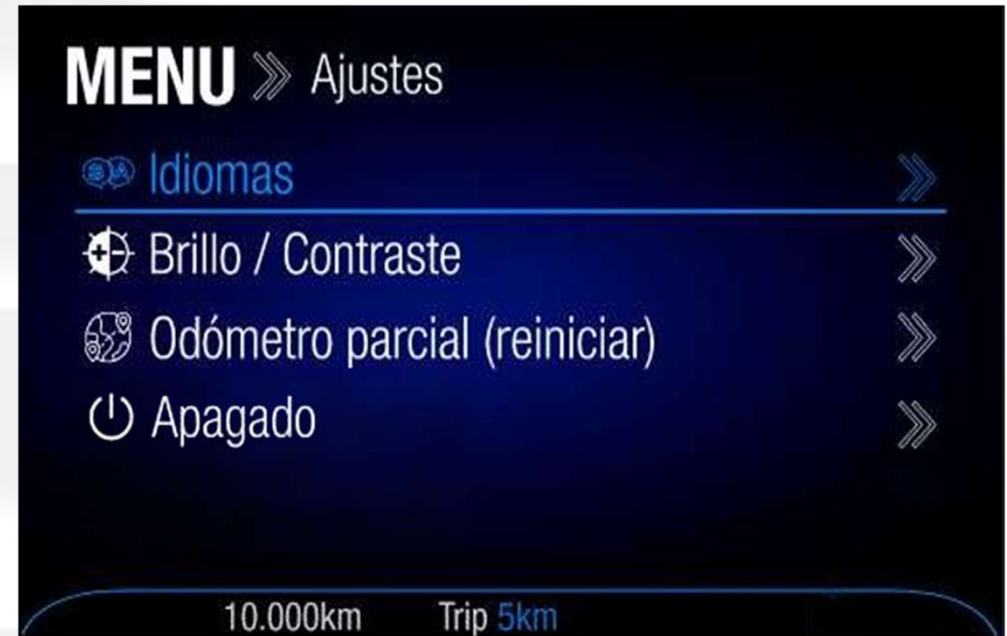 MENU Ajustes
Idiomas
Brillo / Contraste
Odómetro parcial (reiniciar)
Apagado
10.000km Trip 5km